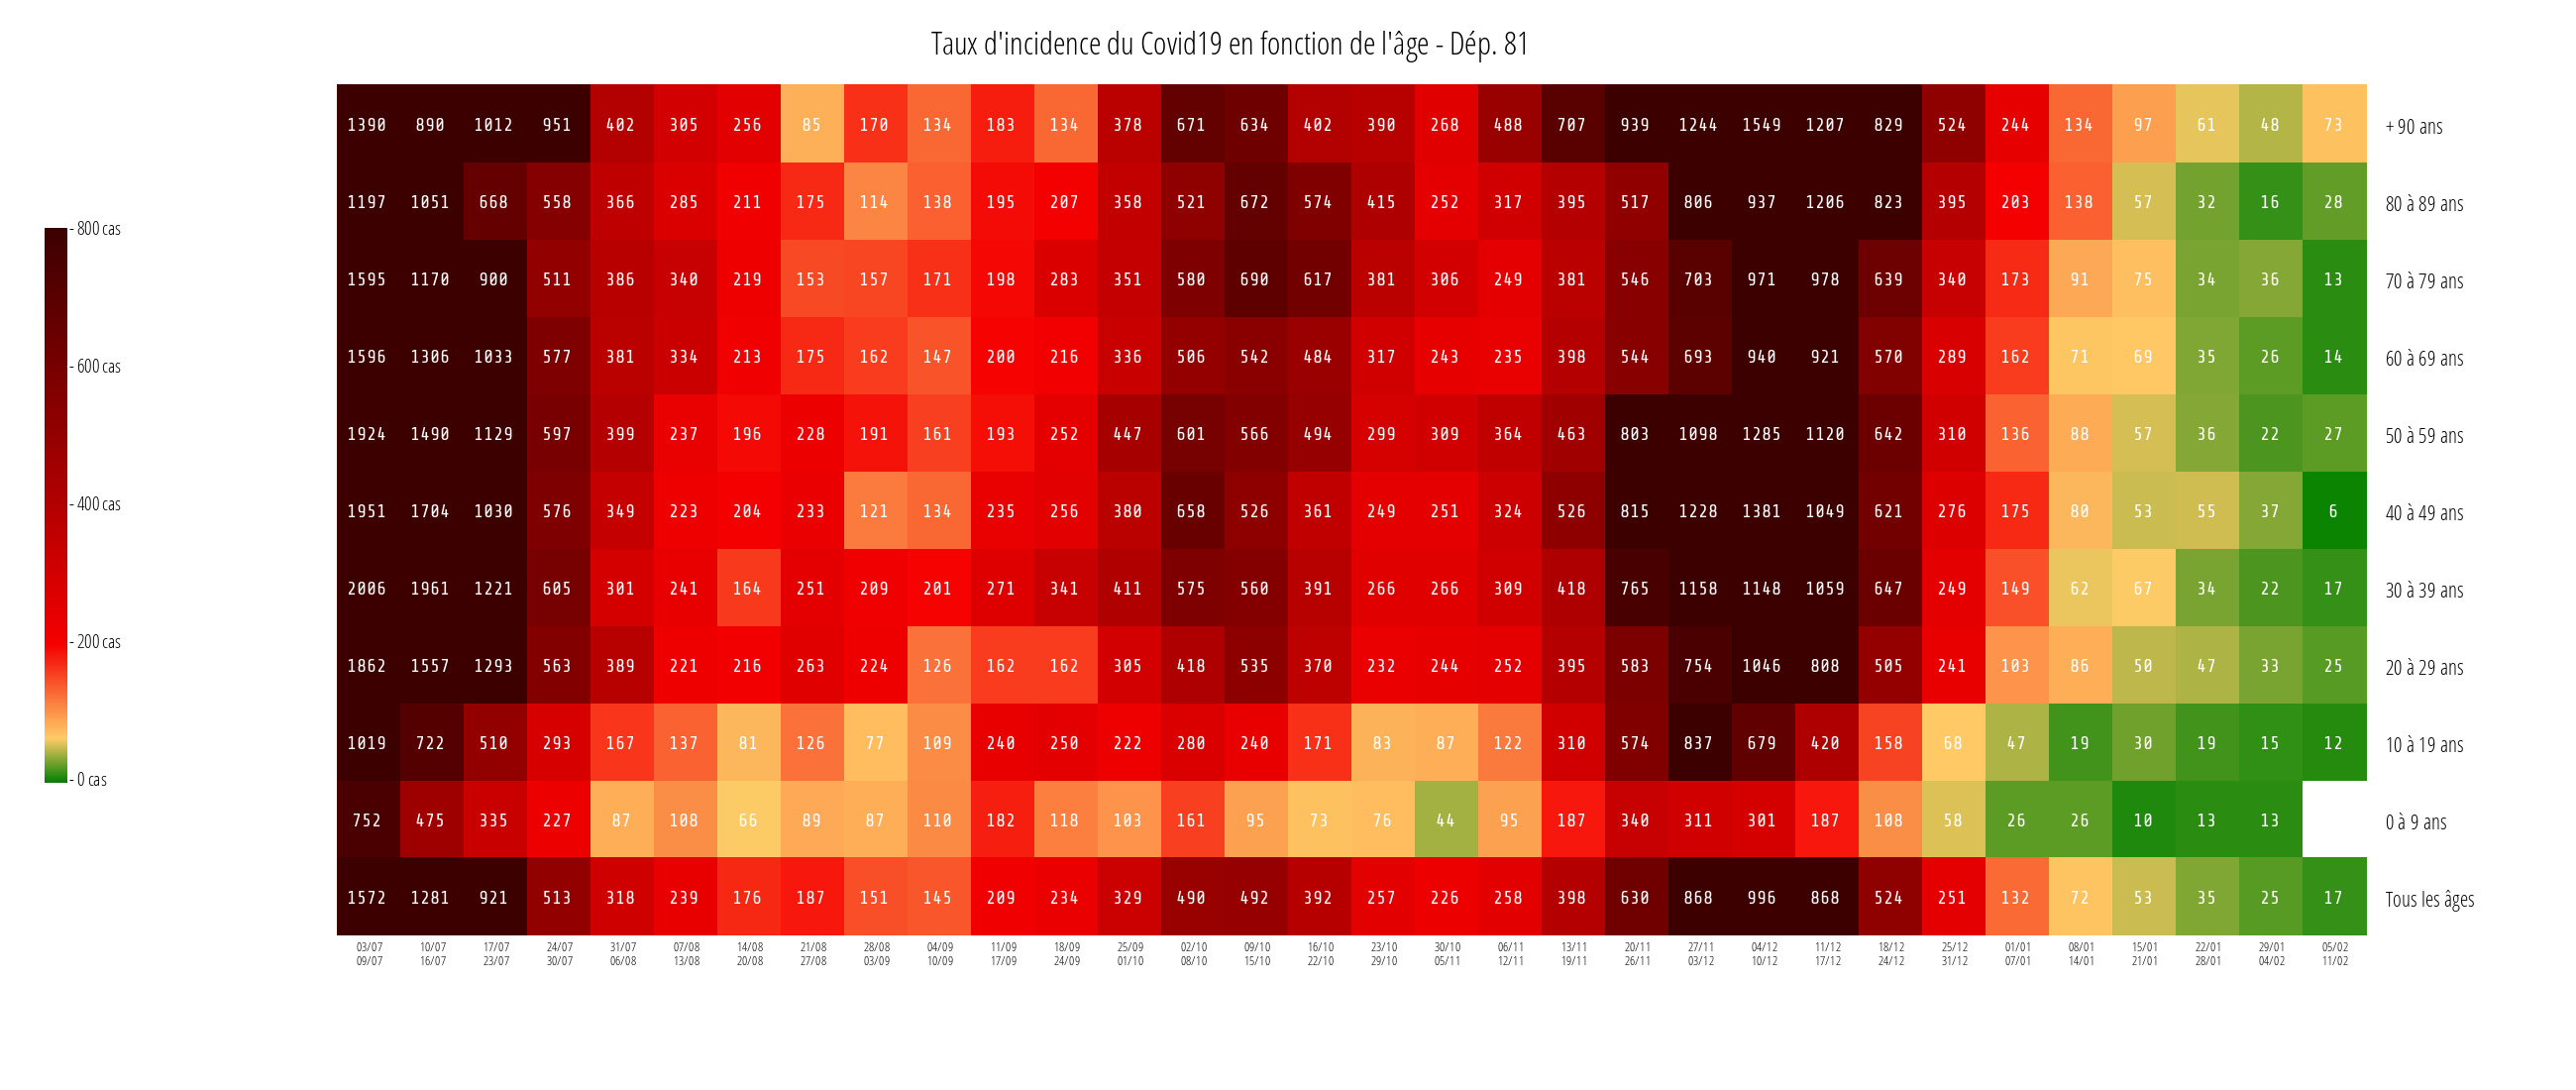 Taux d'incidence du Covid19 en fonction de l'âge - Dép. 81
1390 890 1012 951 402 305 256 85 170 134 183 134 378 671 634 402 390 268 488 707 939 1244 1549 1207 829 524 244 134 97 61 48 73 + 90 ans
1197 1051 668 558 366 285 211 175 114 138 195 207 358 521 672 574 415 252 317 395 517 806 937 1206 823 395 203 138 57 32 16 28 80 à 89 ans
- 800 cas
1595 1170 900 511 386 340 219 153 157 171 198 283 351 580 690 617 381 306 249 381 546 703 971 978 639 340 173 91 75 34 36 13 70 à 79 ans
1596 1306 1033 577 381 334 213 175 162 147 200 216 336 506 542 484 317 243 235 398 544 693 940 921 570 289 162 71 69 35 26 14 60 à 69 ans
- 600 cas
1924 1490 1129 597 399 237 196 228 191 161 193 252 447 601 566 494 299 309 364 463 803 1098 1285 1120 642 310 136 88 57 36 22 27 50 à 59 ans
- 400 cas
1951 1704 1030 576 349 223 204 233 121 134 235 256 380 658 526 361 249 251 324 526 815 1228 1381 1049 621 276 175 80 53 55 37 6 40 à 49 ans
2006 1961 1221 605 301 241 164 251 209 201 271 341 411 575 560 391 266 266 309 418 765 1158 1148 1059 647 249 149 62 67 34 22 17 30 à 39 ans
- 200 cas
1862 1557 1293 563 389 221 216 263 224 126 162 162 305 418 535 370 232 244 252 395 583 754 1046 808 505 241 103 86 50 47 33 25 20 à 29 ans
1019 722 510 293 167 137 81 126 77 109 240 250 222 280 240 171 83 87 122 310 574 837 679 420 158 68 47 19 30 19 15 12 10 à 19 ans
- 0 cas
752 475 335 227 87 108 66 89 87 110 182 118 103 161 95 73 76 44 95 187 340 311 301 187 108 58 26 26 10 13 13 0 à 9 ans
1572 1281 921 513 318 239 176 187 151 145 209 234 329 490 492 392 257 226 258 398 630 868 996 868 524 251 132 72 53 35 25 17 Tous les âges
03/07 10/07 17/07 24/07 31/07 07/08 14/08 21/08 28/08 04/09 11/09 18/09 25/09 02/10 09/10 16/10 23/10 30/10 06/11 13/11 20/11 27/11 04/12 11/12 18/12 25/12 01/01 08/01 15/01 22/01 29/01 05/02
09/07 16/07 23/07 30/07 06/08 13/08 20/08 27/08 03/09 10/09 17/09 24/09 01/10 08/10 15/10 22/10 29/10 05/11 12/11 19/11 26/11 03/12 10/12 17/12 24/12 31/12 07/01 14/01 21/01 28/01 04/02 11/02